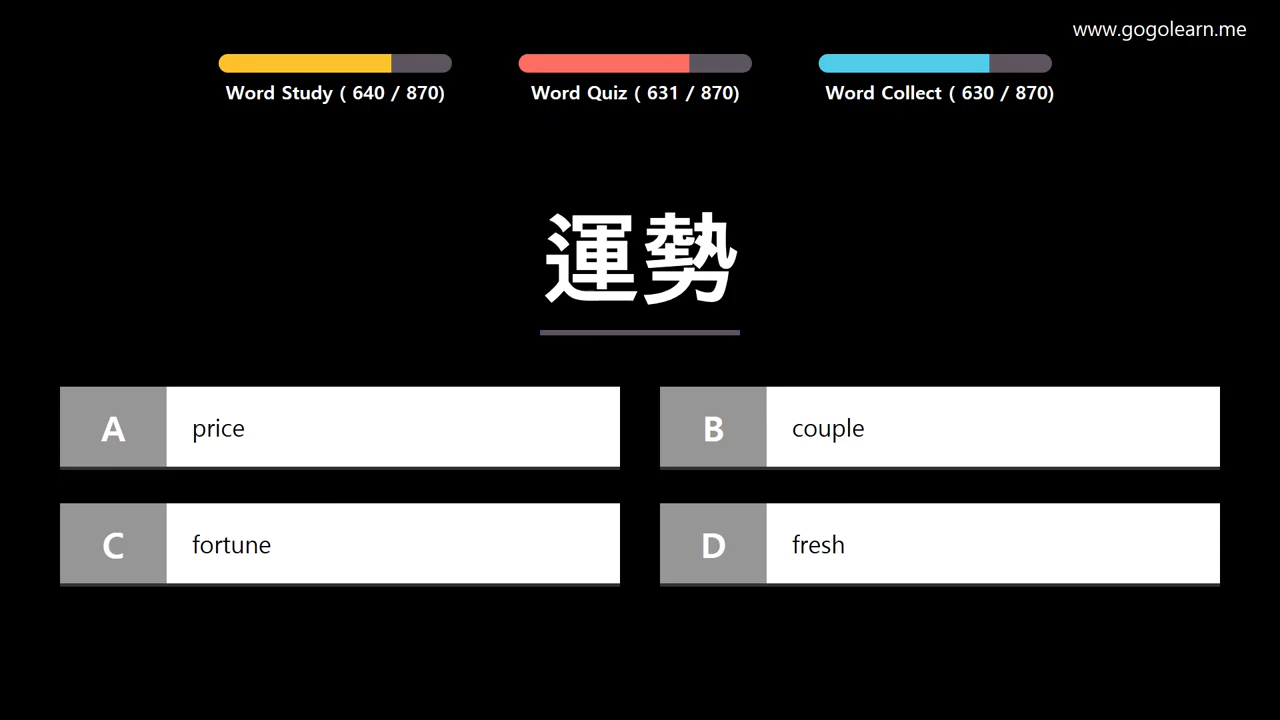 www.gogolearn.me
Word Study ( 640 / 870)
Word Quiz ( 631 / 870)
Word Collect ( 630 / 870)
運勢
A price
B couple
C fortune
D fresh